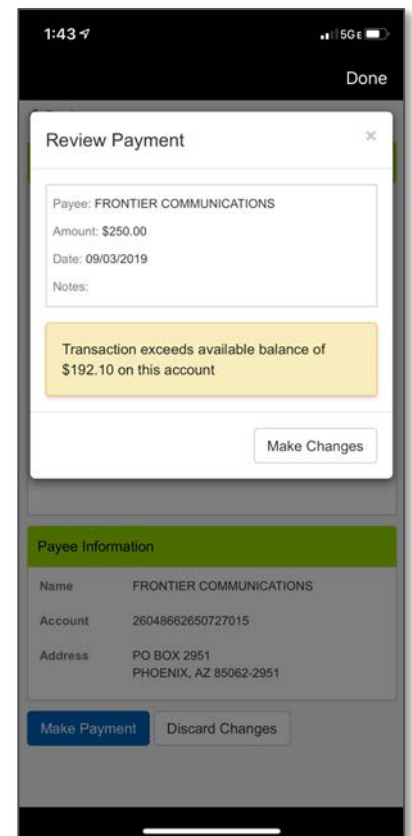 1:43
5GE
Done
Review Payment
×
Payee: FRONTIER COMMUNICATIONS
Amount: $250.00
Date: 09/03/2019
Notes:
Transaction exceeds available balance of
$192.10 on this account
Make Changes
Payee Information
Name FRONTIER COMMUNICATIONS
Account 26048662650727015
Address PO BOX 2951
PHOENIX, AZ 85062-2951
Make Payment Discard Changes